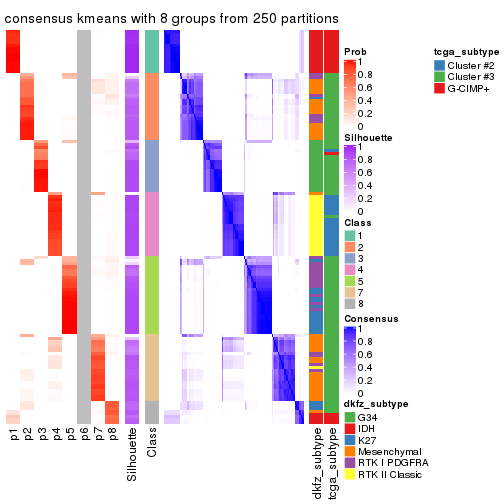 consensus kmeans with 8 groups from 250 partitions
Prob
1
0.8
0.6
0.4
0.2
0
Silhouette
1
0.8
0.6
0.4
0.2
0
Class
1
2
3
4
5
7
8
Consensus
1
0.8
0.6
0.4
0.2
0
dkfz_subtype
G34
IDH
K27
Mesenchymal
RTK I PDGFRA
RTK II Classic
tcga_subtype
Cluster #2
Cluster #3
G-CIMP+
p1
p2
p3
p4
p5
p6
p7
p8
Silhouette
Class
dkfz_subtype
tcga_subtype